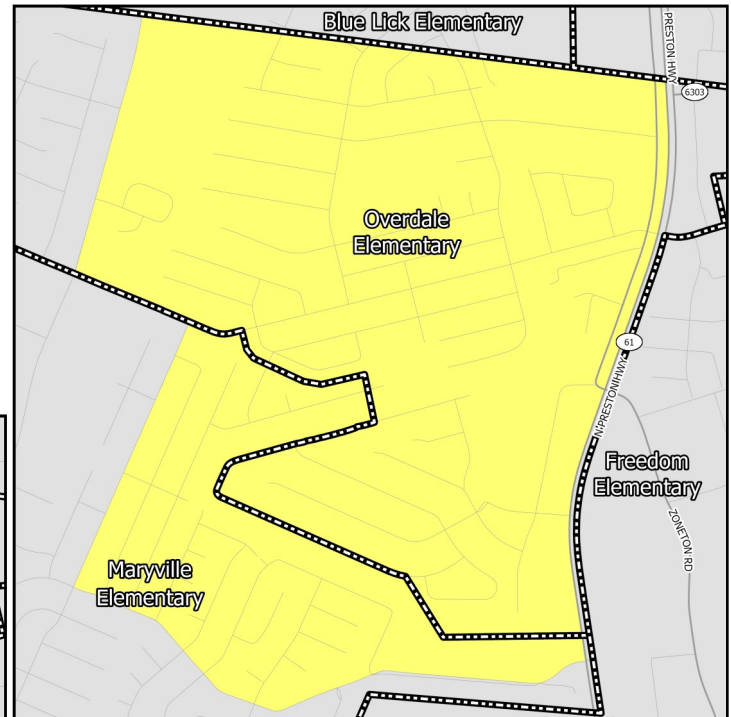 Blue Lick Elementary
PRESTON HWY
6303
Overdale
Elementary
61
N PRESTON HWY
Freedom
Elementary
ZONETON RD
Maryville
Elementary